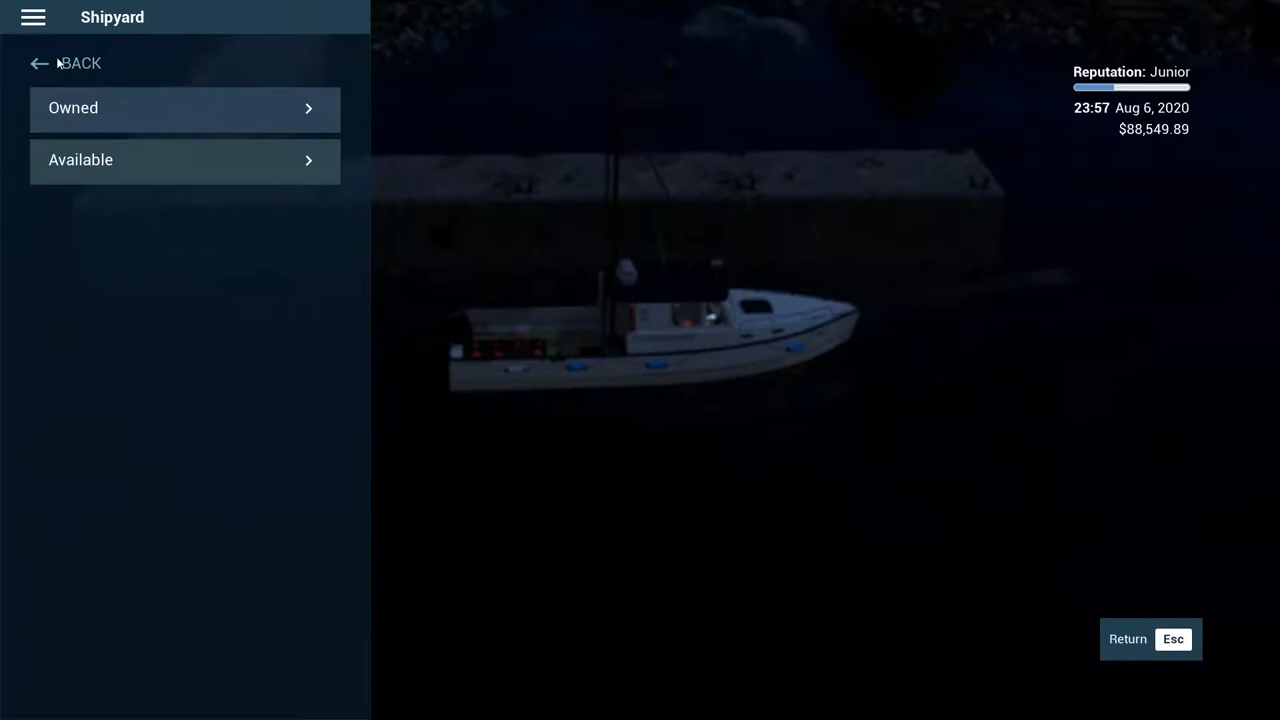 Shipyard
BACK
Owned
Available
Reputation: Junior
23:57 Aug 6, 2020
$88,549.89
Return Esc